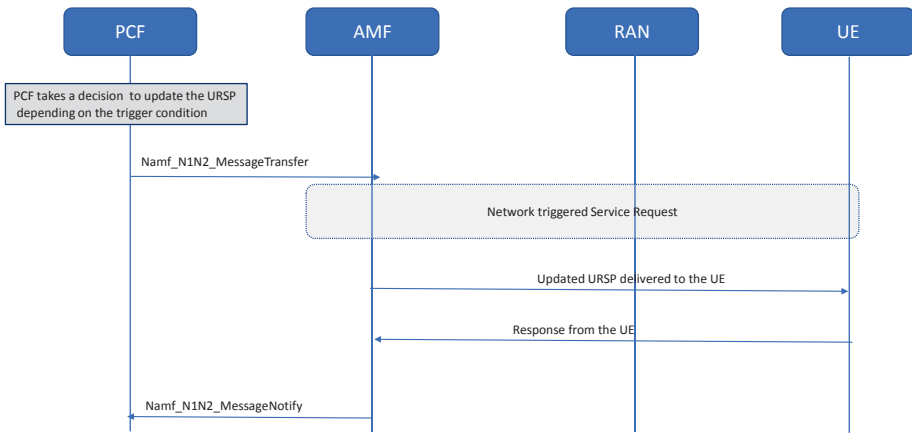 PCF
AMF
RAN
UE
PCF takes a decision to update the URSP
depending on the trigger condition
Namf_N1N2_MessageTransfer
Network triggered Service Request
Updated URSP delivered to the UE
Response from the UE
Namf_N1N2_MessageNotify